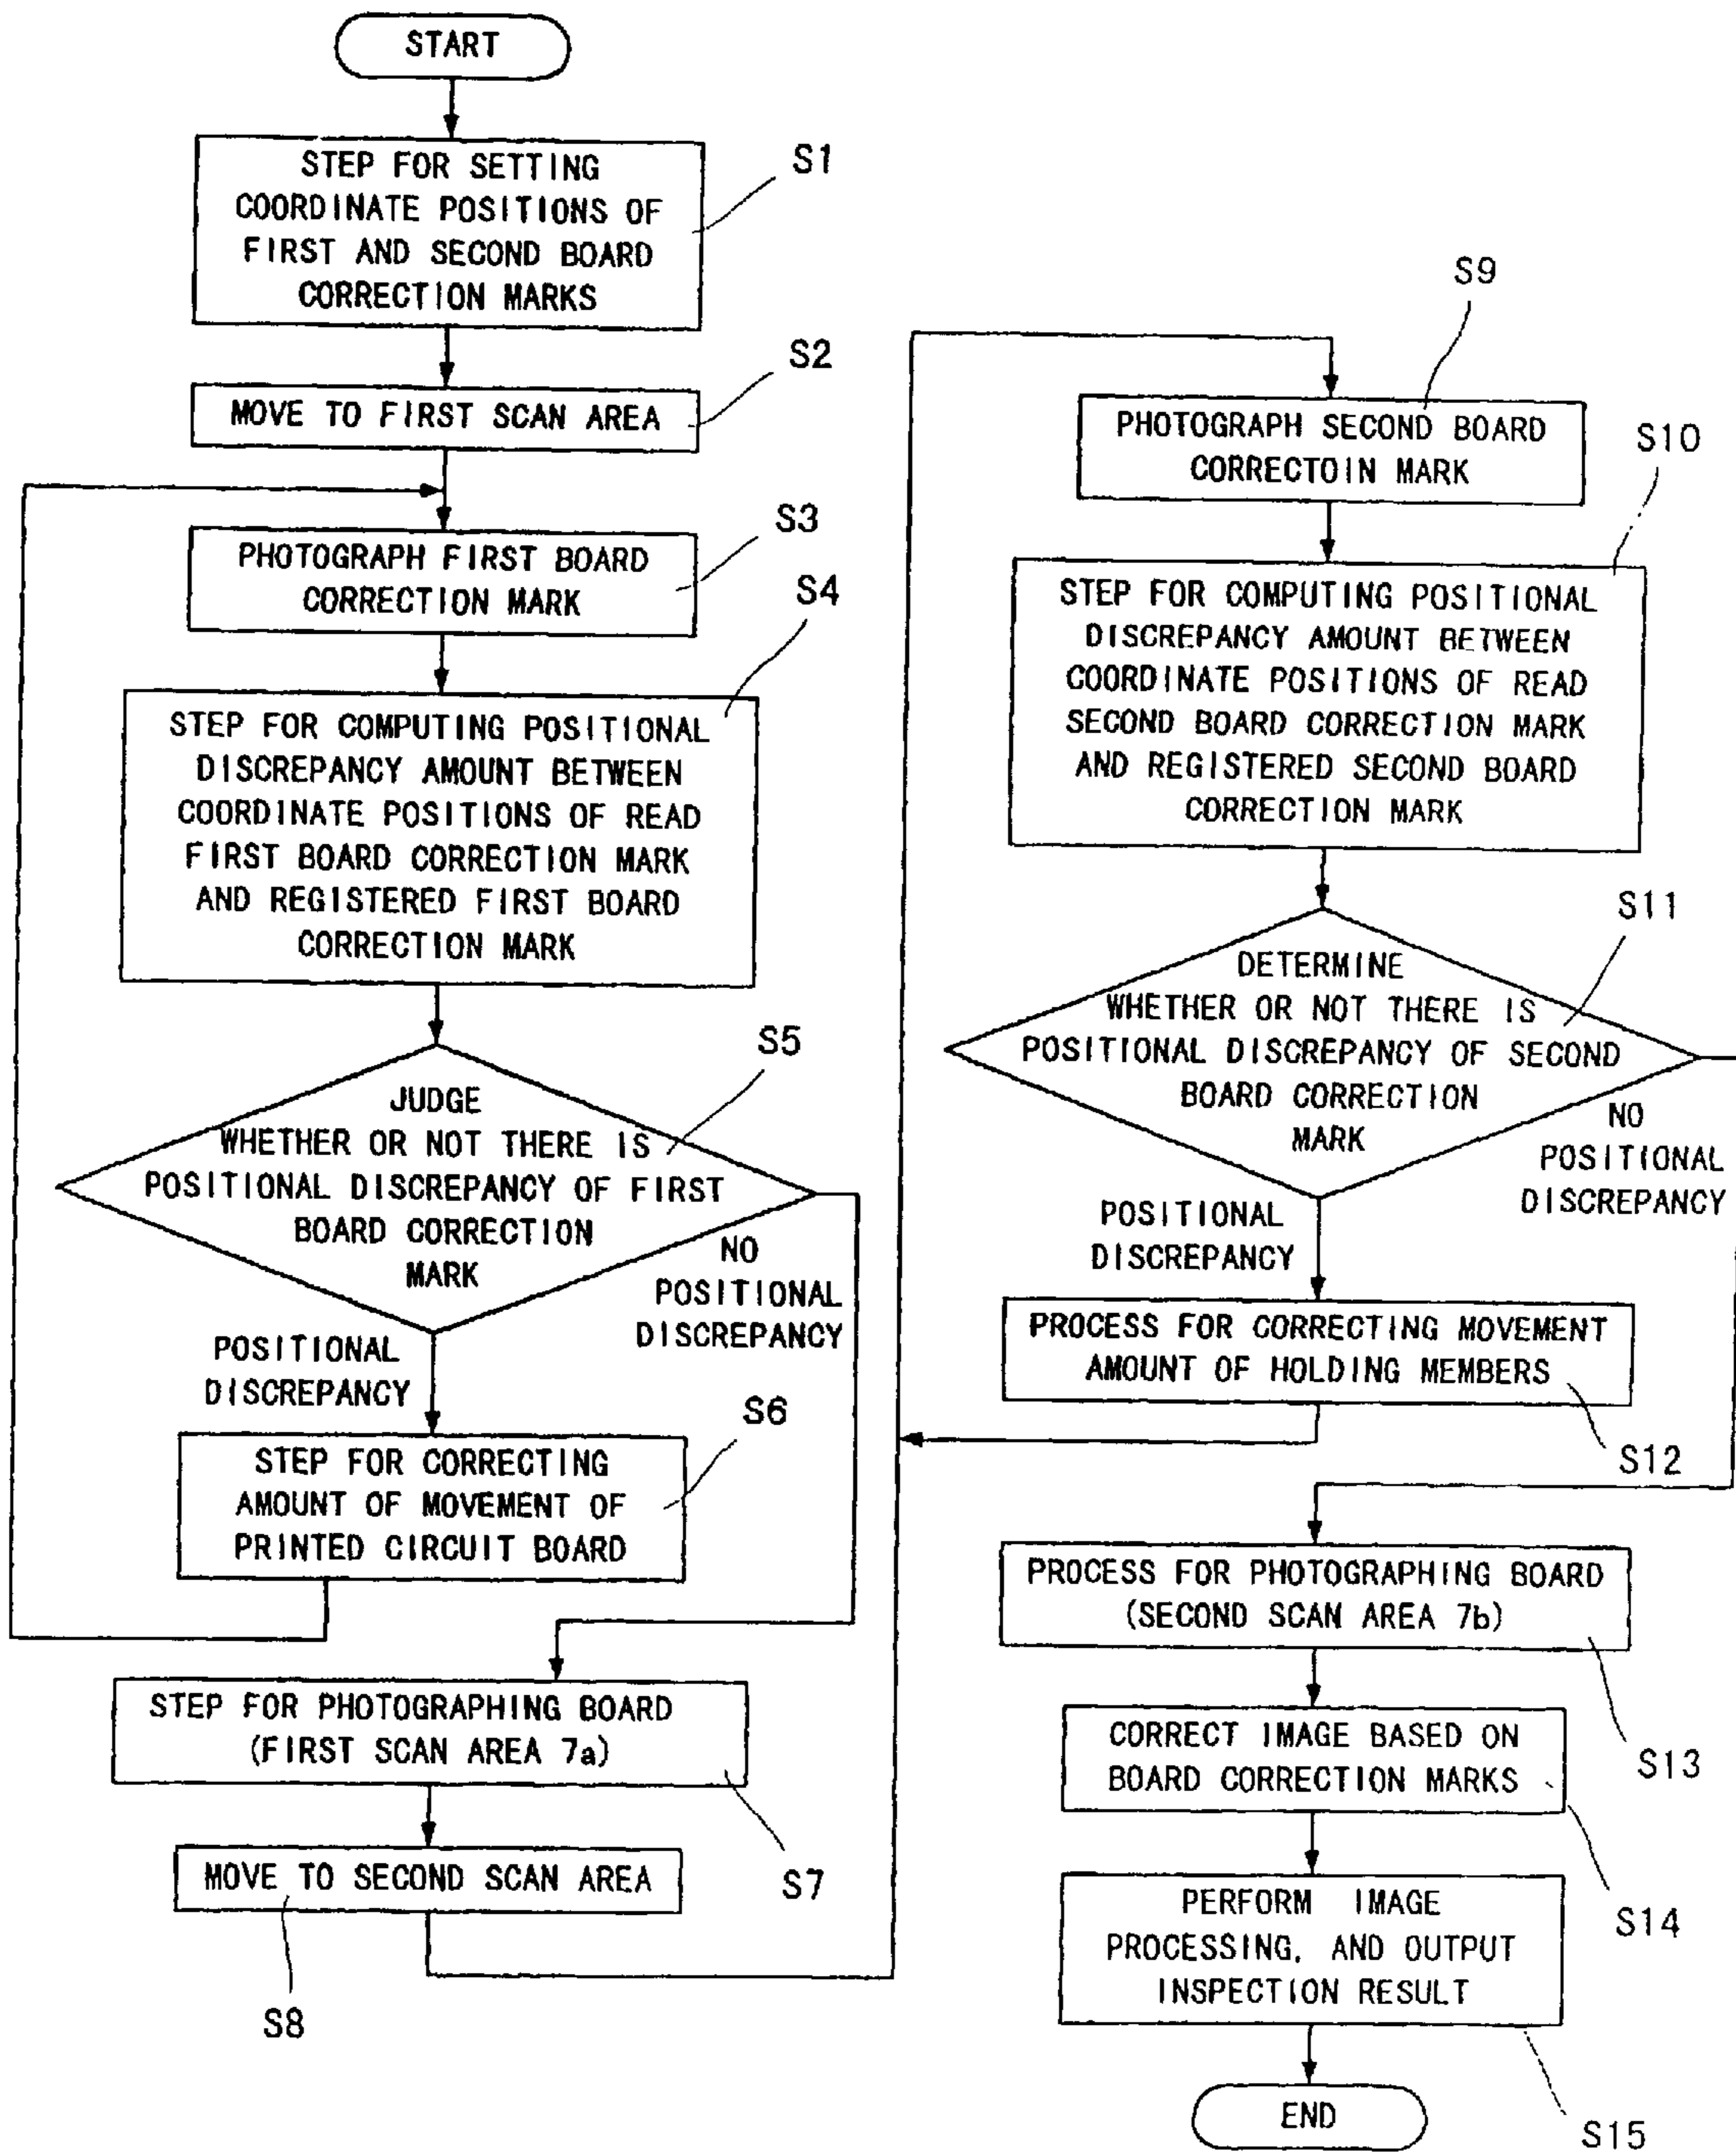 START
STEP FOR SETTING
COORDINATE POSITIONS OF
FIRST AND SECOND BOARD
CORRECTION MARKS
S1
MOVE TO FIRST SCAN AREA
S2
PHOTOGRAPH FIRST BOARD
CORRECTION MARK
S3
STEP FOR COMPUTING POSITIONAL
DISCREPANCY AMOUNT BETWEEN
COORDINATE POSITIONS OF READ
FIRST BOARD CORRECTION MARK
AND REGISTERED FIRST BOARD
CORRECTION MARK
S4
JUDGE
WHETHER OR NOT THERE IS
POSITIONAL DISCREPANCY OF FIRST
BOARD CORRECTION
MARK
S5
NO
POSITIONAL
DISCREPANCY
POSITIONAL
DISCREPANCY
STEP FOR CORRECTING
AMOUNT OF MOVEMENT OF
PRINTED CIRCUIT BOARD
S6
STEP FOR PHOTOGRAPHING BOARD
(FIRST SCAN AREA 7a)
S7
MOVE TO SECOND SCAN AREA
S8
PHOTOGRAPH SECOND BOARD
CORRECTOIN MARK
S9
STEP FOR COMPUTING POSITIONAL
DISCREPANCY AMOUNT BETWEEN
COORDINATE POSITIONS OF READ
SECOND BOARD CORRECTION MARK
AND REGISTERED SECOND BOARD
CORRECTION MARK
S10
DETERMINE
WHETHER OR NOT THERE IS
POSITIONAL DISCREPANCY OF SECOND
BOARD CORRECTION
MARK
S11
NO
POSITIONAL
DISCREPANCY
POSITIONAL
DISCREPANCY
PROCESS FOR CORRECTING MOVEMENT
AMOUNT OF HOLDING MEMBERS
S12
PROCESS FOR PHOTOGRAPHING BOARD
(SECOND SCAN AREA 7b)
S13
CORRECT IMAGE BASED ON
BOARD CORRECTION MARKS
S14
PERFORM IMAGE
PROCESSING, AND OUTPUT
INSPECTION RESULT
S15
END